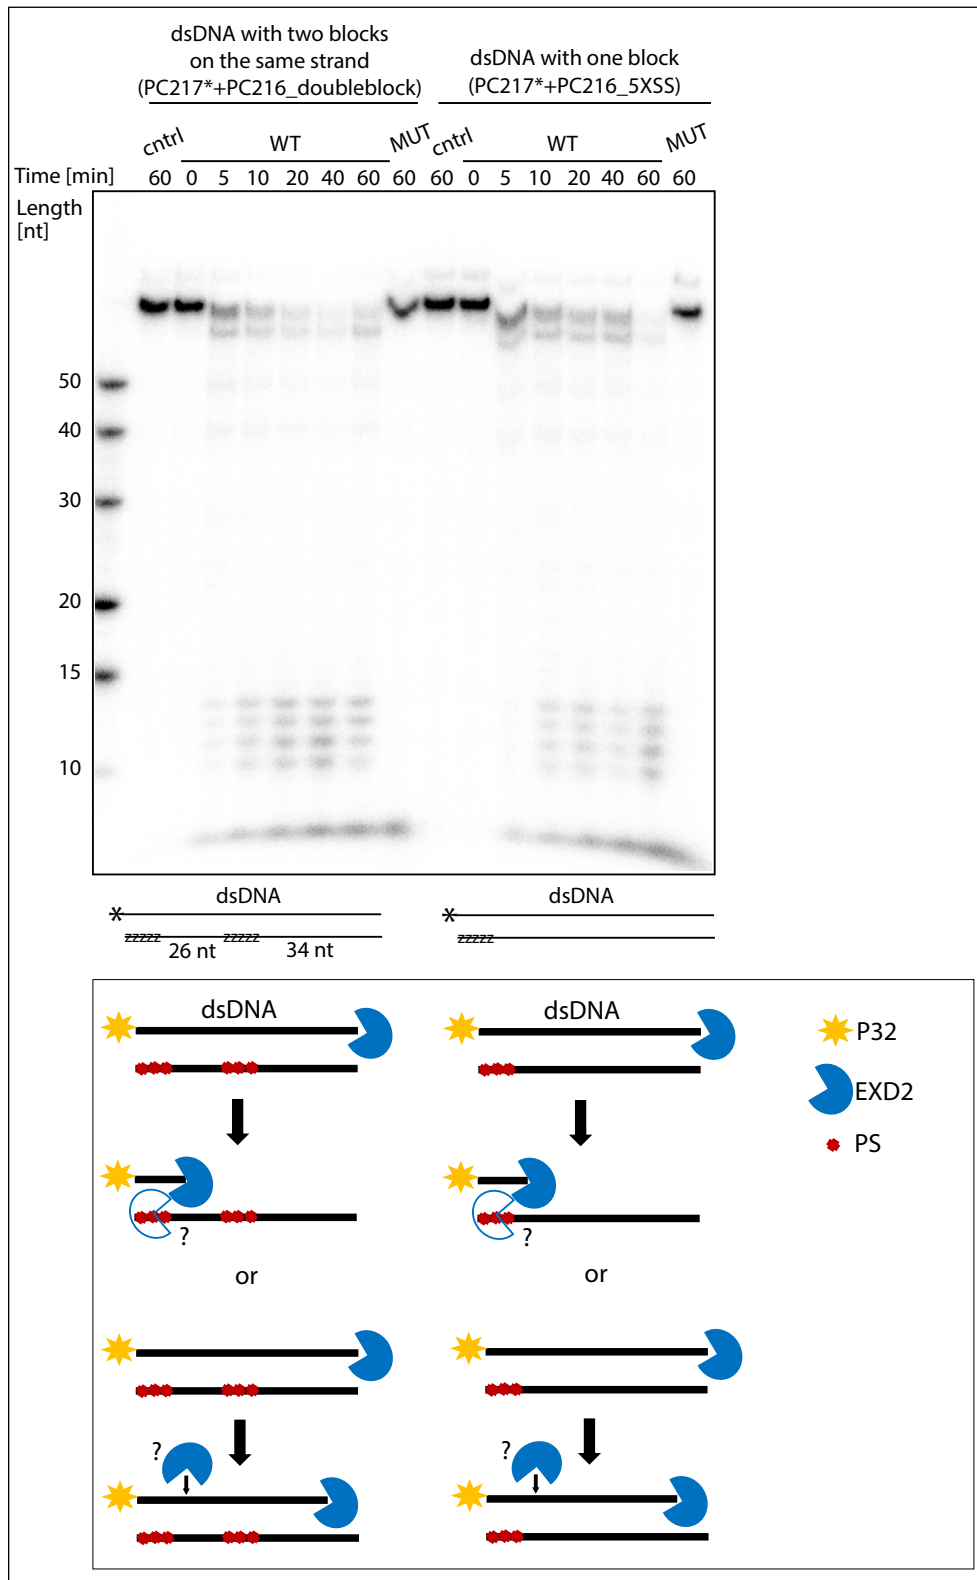 dsDNA with two blocks
on the same strand
(PC217*+PC216_doubleblock)
dsDNA with one block
(PC217*+PC216_5XSS)
cntrl WT MUT cntrl WT MUT
Time [min] 60 0 5 10 20 40 60 60 60 0 5 10 20 40 60 60
Length
[nt]
50
40
30
20
15
10
dsDNA dsDNA
* *
zzzzz 26 nt zzzzz 34 nt zzzzz
dsDNA dsDNA
P32
EXD2
PS
? ?
or or
? ?